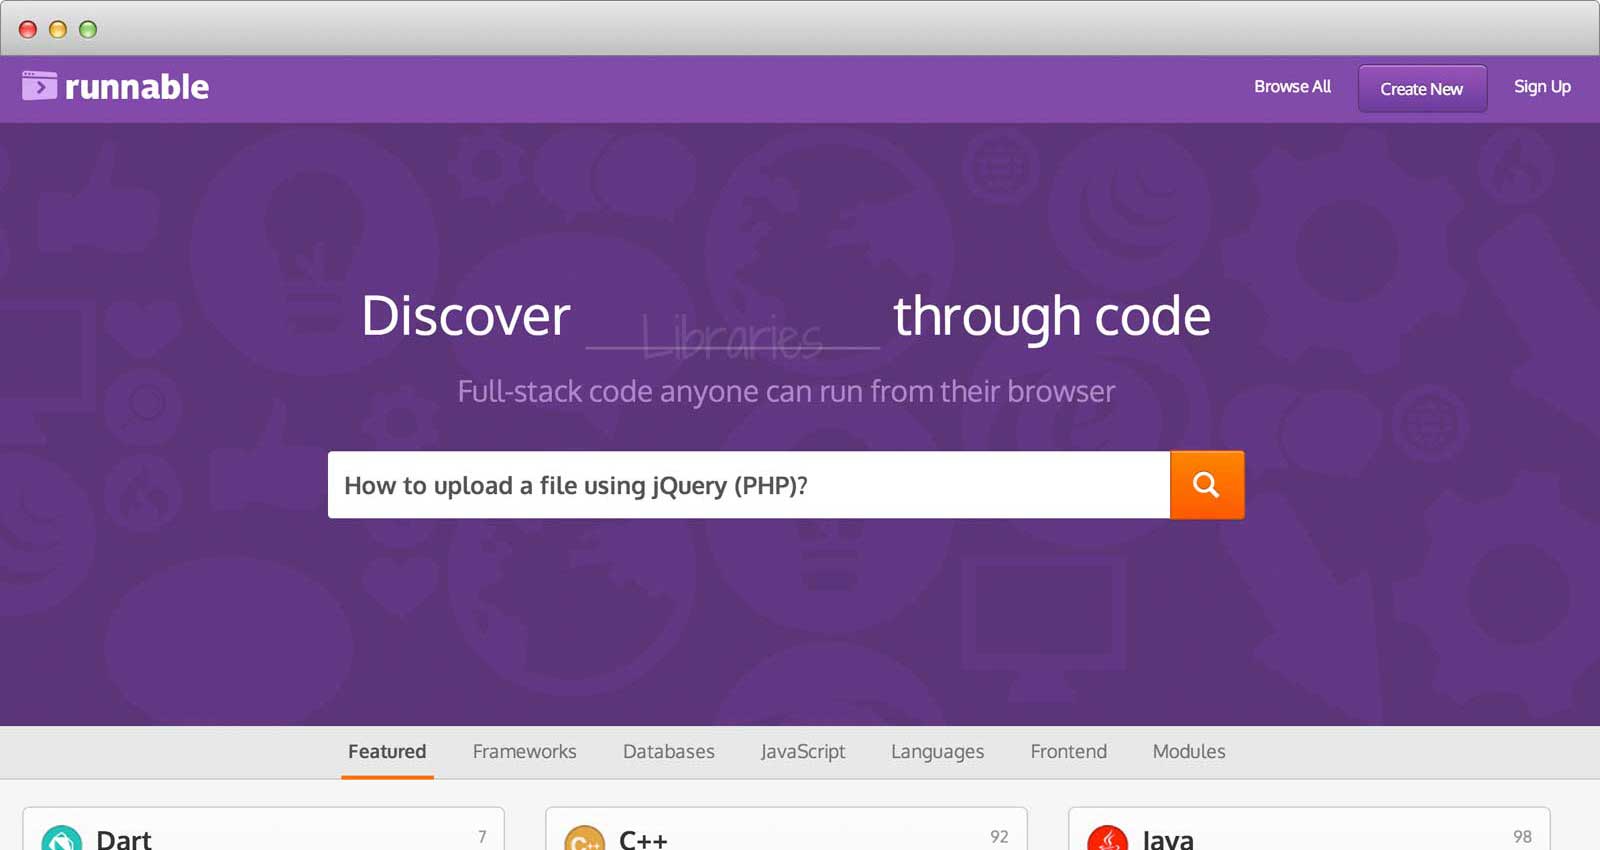 runnable
Browse All
Create New
Sign Up
Discover Libraries through code
Full-stack code anyone can run from their browser
How to upload a file using jQuery (PHP)?
Featured Frameworks Databases JavaScript Languages Frontend Modules
Dart 7
C++ 92
Java 98